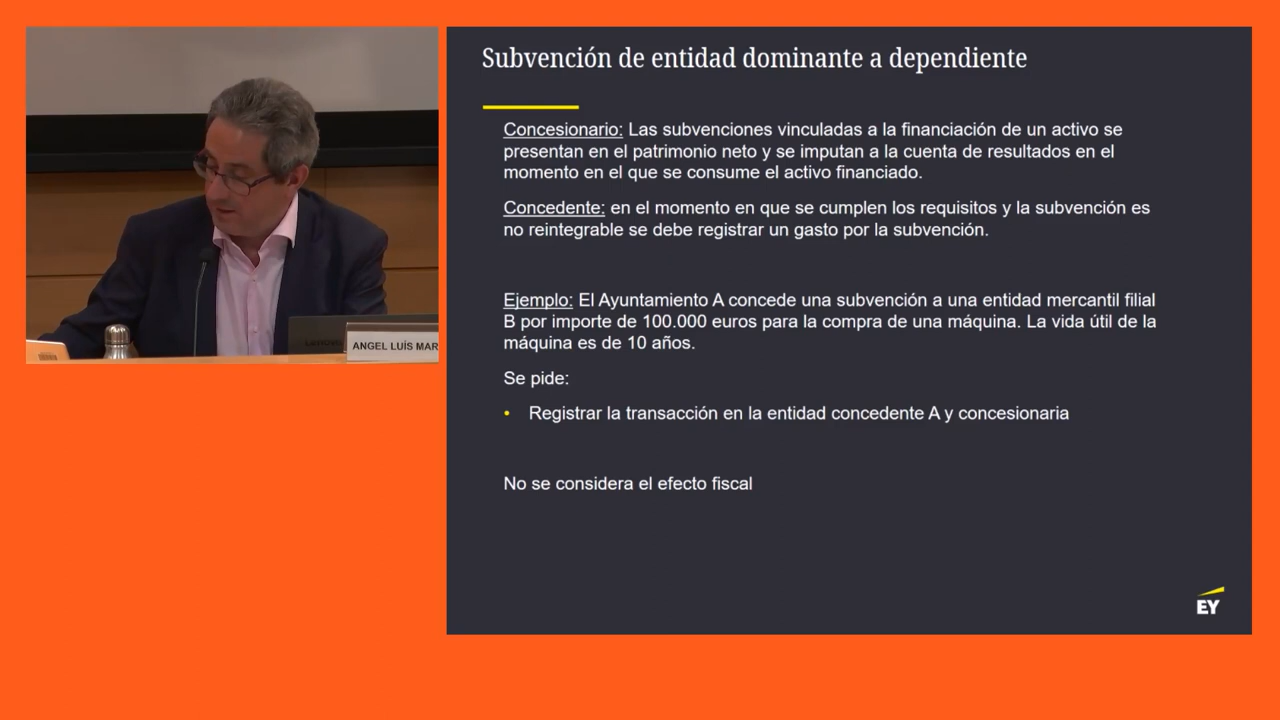 Subvención de entidad dominante a dependiente
Concesionario: Las subvenciones vinculadas a la financiación de un activo se
presentan en el patrimonio neto y se imputan a la cuenta de resultados en el
momento en el que se consume el activo financiado.
Concedente: en el momento en que se cumplen los requisitos y la subvención es
no reintegrable se debe registrar un gasto por la subvención.
Ejemplo: El Ayuntamiento A concede una subvención a una entidad mercantil filial
B por importe de 100.000 euros para la compra de una máquina. La vida útil de la
máquina es de 10 años.
Se pide:
• Registrar la transacción en la entidad concedente A y concesionaria
No se considera el efecto fiscal
EY
ANGEL LUÍS MAR